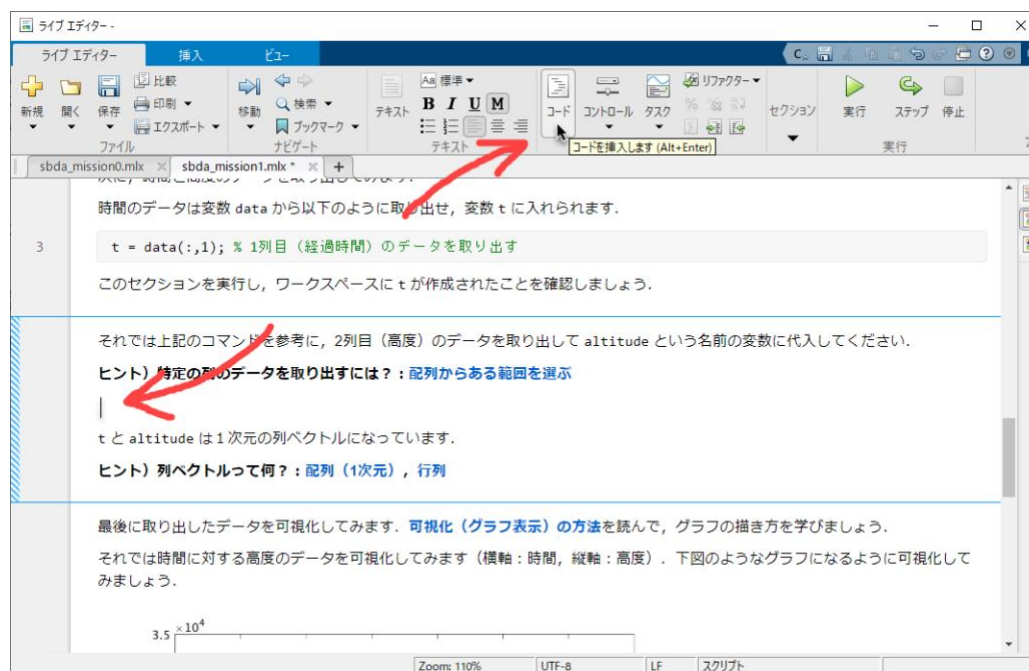 ライブ エディター -
ライブ エディター 挿入 ビュー
新規 開く 保存 比較 印刷 エクスポート
ファイル
移動 検索 ブックマーク
ナビゲート
テキスト Aa 標準
B I U M
テキスト
コード コントロール タスク リファクター
コードを挿入します (Alt+Enter)
セクション
実行 ステップ 停止
実行
sbda_mission0.mlx × sbda_mission1.mlx * × +
時間のデータは変数 data から以下のように取り出せ，変数 t に入れられます．
3 t = data(:,1); % 1列目（経過時間）のデータを取り出す
このセクションを実行し，ワークスペースに t が作成されたことを確認しましょう．
それでは上記のコマンドを参考に，2列目（高度）のデータを取り出して altitude という名前の変数に代入してください．
ヒント）特定の列のデータを取り出すには？：配列からある範囲を選ぶ
t と altitude は１次元の列ベクトルになっています．
ヒント）列ベクトルって何？：配列（1次元），行列
最後に取り出したデータを可視化してみます．可視化（グラフ表示）の方法を読んで，グラフの描き方を学びましょう．
それでは時間に対する高度のデータを可視化してみます（横軸：時間，縦軸：高度）．下図のようなグラフになるように可視化して
みましょう．
3.5 ×10⁴
Zoom: 110% UTF-8 LF スクリプト